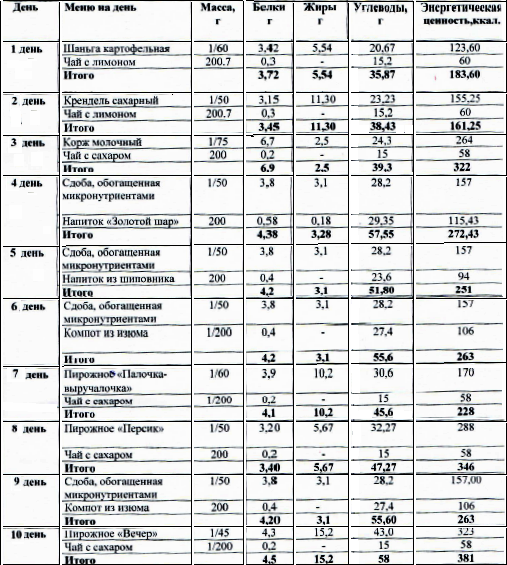 День Меню на день Масса, г Белки г Жиры г Углеводы, г Энергетическая ценность,ккал.
1 день Шаньга картофельная 1/60 3,42 5,54 20,67 123,60
Чай с лимоном 200.7 0,3 - 15,2 60
Итого 3,72 5,54 35,87 183,60
2 день Крендель сахарный 1/50 3,15 11,30 23,23 155,25
Чай с лимоном 200.7 0,3 - 15,2 60
Итого 3,45 11,30 38,43 161,25
3 день Корж молочный 1/75 6,7 2,5 24,3 264
Чай с сахаром 200 0,2 - 15 58
Итого 6.9 2,5 39,3 322
4 день Сдоба, обогащенная микронутриентами 1/50 3,8 3,1 28,2 157
Напиток «Золотой шар» 200 0,58 0,18 29,35 115,43
Итого 4,38 3,28 57,55 272,43
5 день Сдоба, обогащенная микронутриентами 1/50 3,8 3,1 28,2 157
Напиток из шиповника 200 0,4 - 23,6 94
Итого 4,2 3,1 51,80 251
6 день Сдоба, обогащенная микронутриентами 1/50 3,8 3,1 28,2 157
Компот из изюма 1/200 0,4 - 27,4 106
Итого 4,2 3,1 55,6 263
7 день Пирожное «Палочка-выручалочка» 1/60 3,9 10,2 30,6 170
Чай с сахаром 1/200 0,2 - 15 58
Итого 4,1 10,2 45,6 228
8 день Пирожное «Персик» 1/50 3,20 5,67 32,27 288
Чай с сахаром 200 0,2 - 15 58
Итого 3,40 5,67 47,27 346
9 день Сдоба, обогащенная микронутриентами 1/50 3,8 3,1 28,2 157,00
Компот из изюма 200 0,4 - 27,4 106
Итого 4,20 3,1 55,60 263
10 день Пирожное «Вечер» 1/45 4,3 15,2 43,0 323
Чай с сахаром 1/200 0,2 - 15 58
Итого 4,5 15,2 58 381